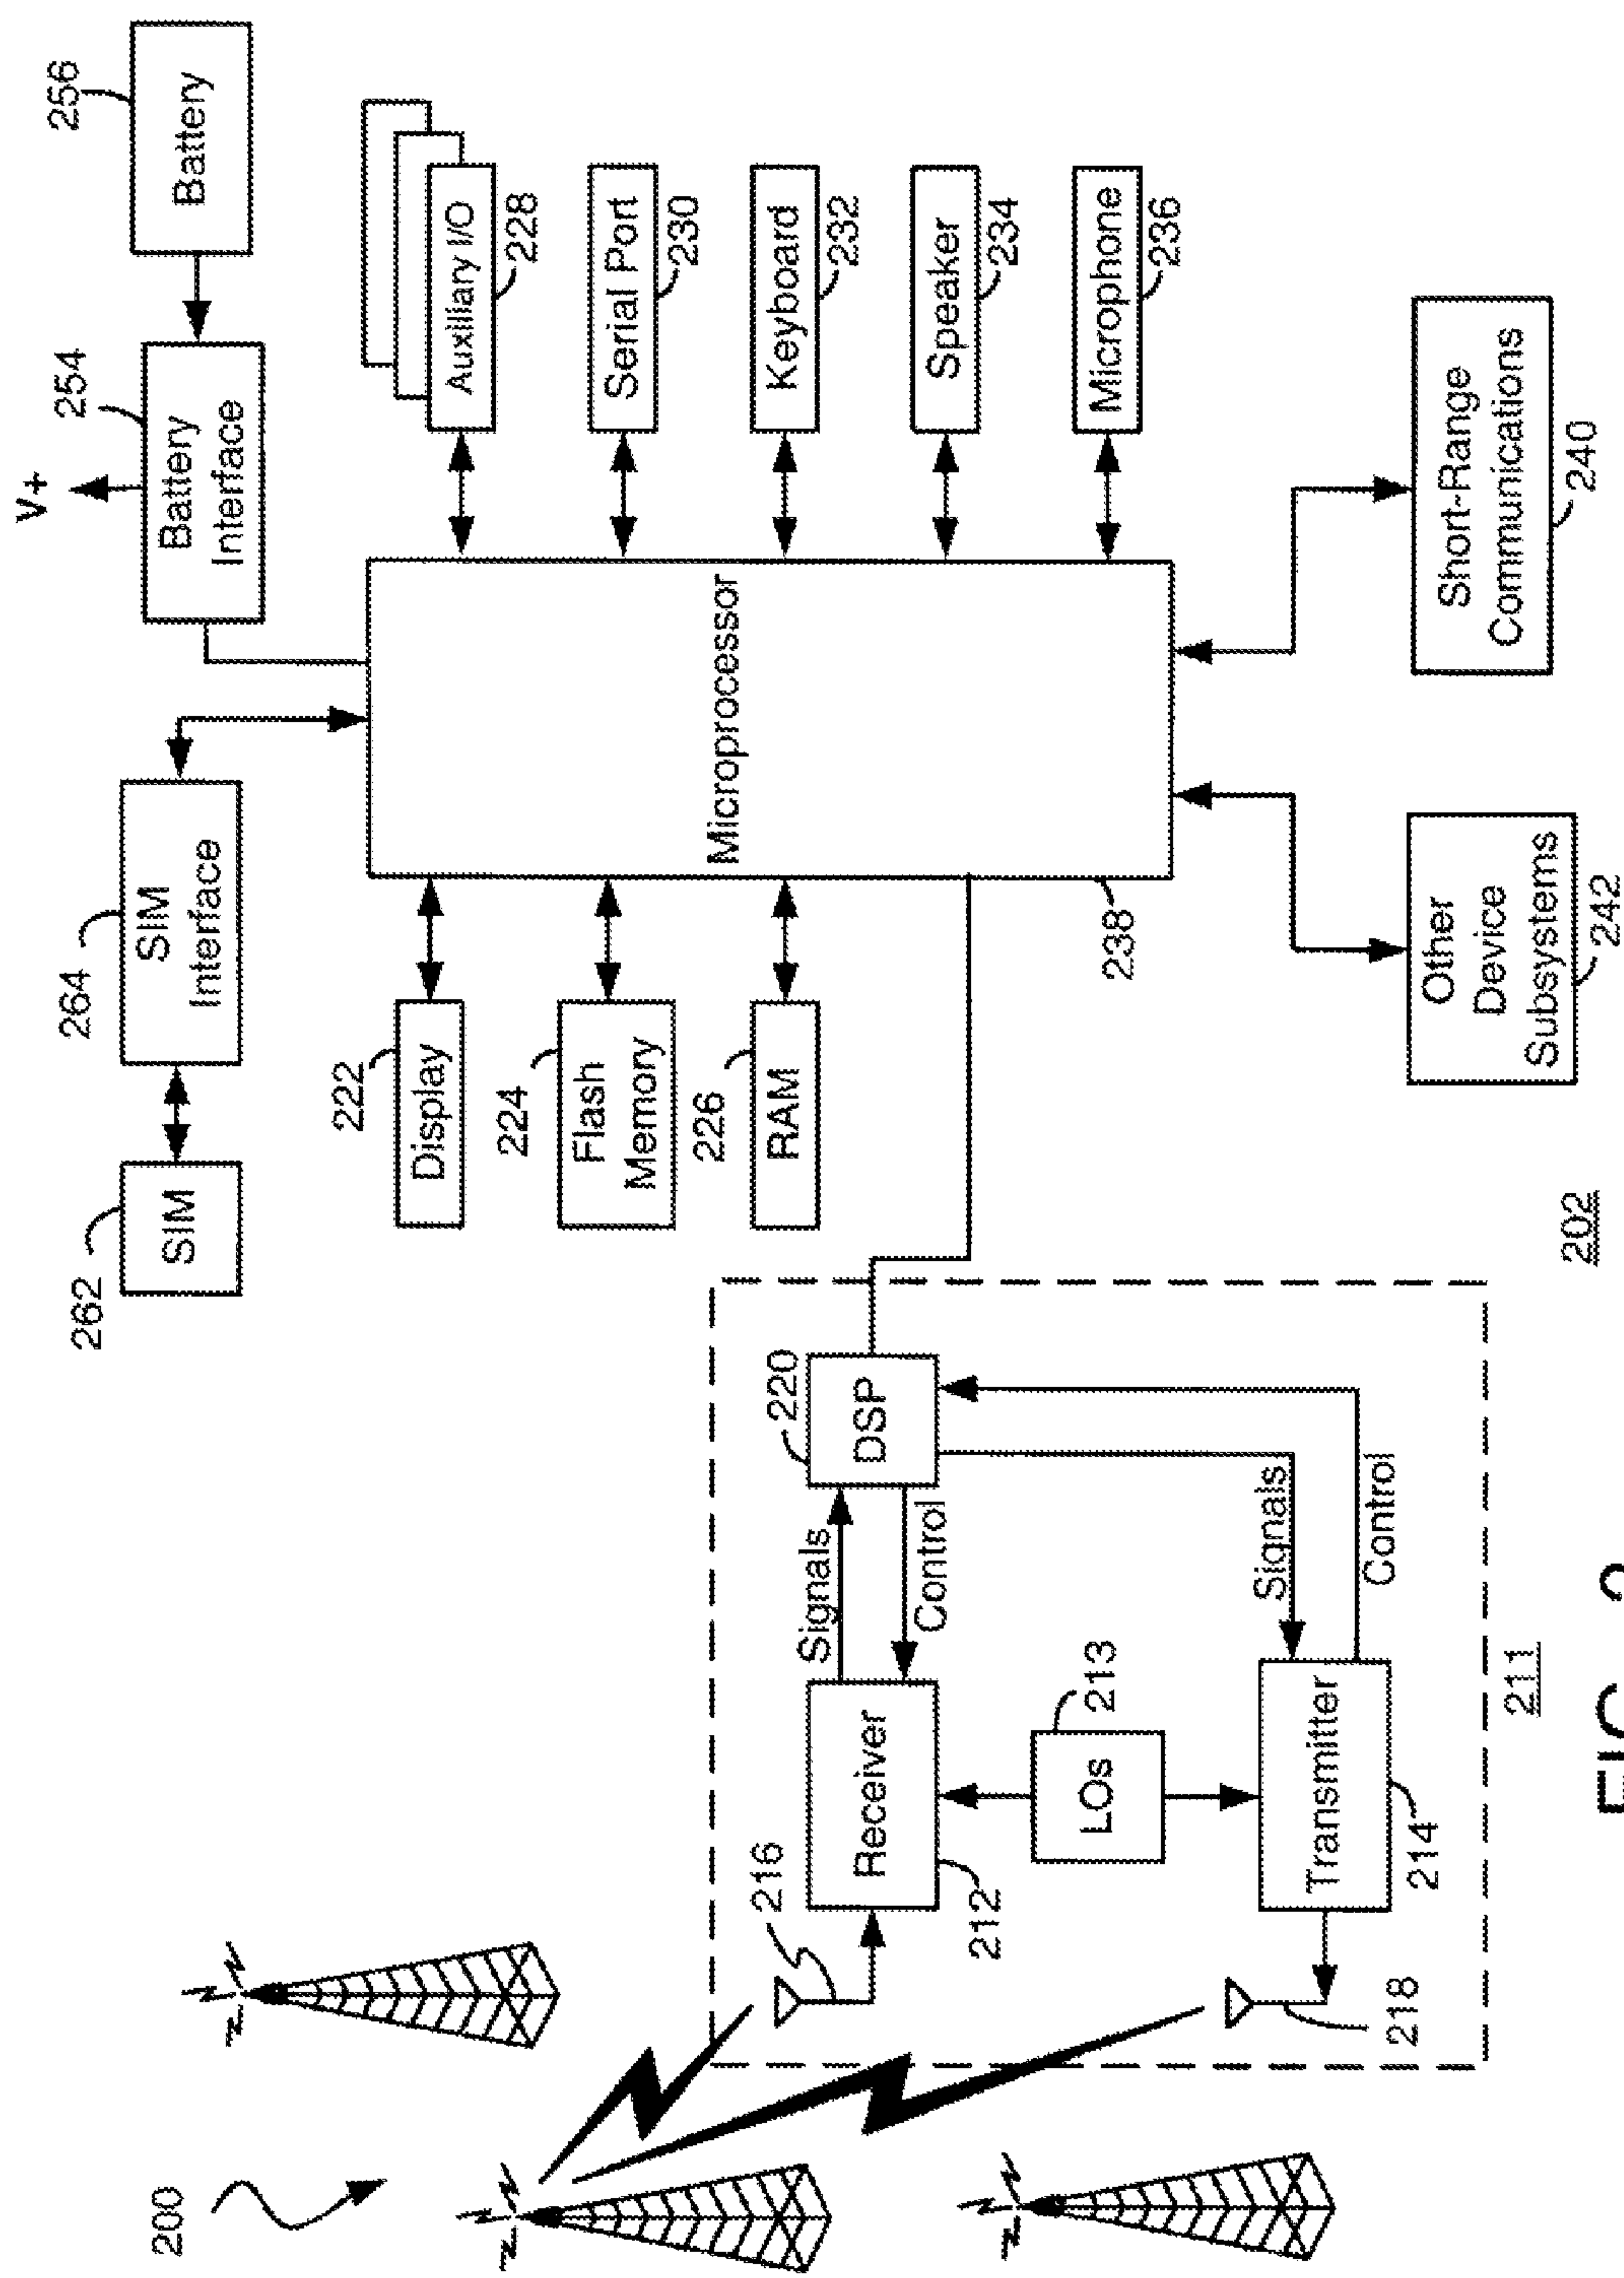 V+
262
264
254
256
SIM
SIM
Interface
Battery
Interface
Battery
200
222
Display
Auxiliary I/O
228
224
Flash
Memory
Serial Port
230
226
RAM
Microprocessor
Keyboard
232
216
220
Signals
Receiver
DSP
Control
212
Speaker
234
LOs
213
238
Microphone
236
Signals
Transmitter
Control
214
218
Other
Device
Subsystems
242
Short-Range
Communications
240
211
202
FIG